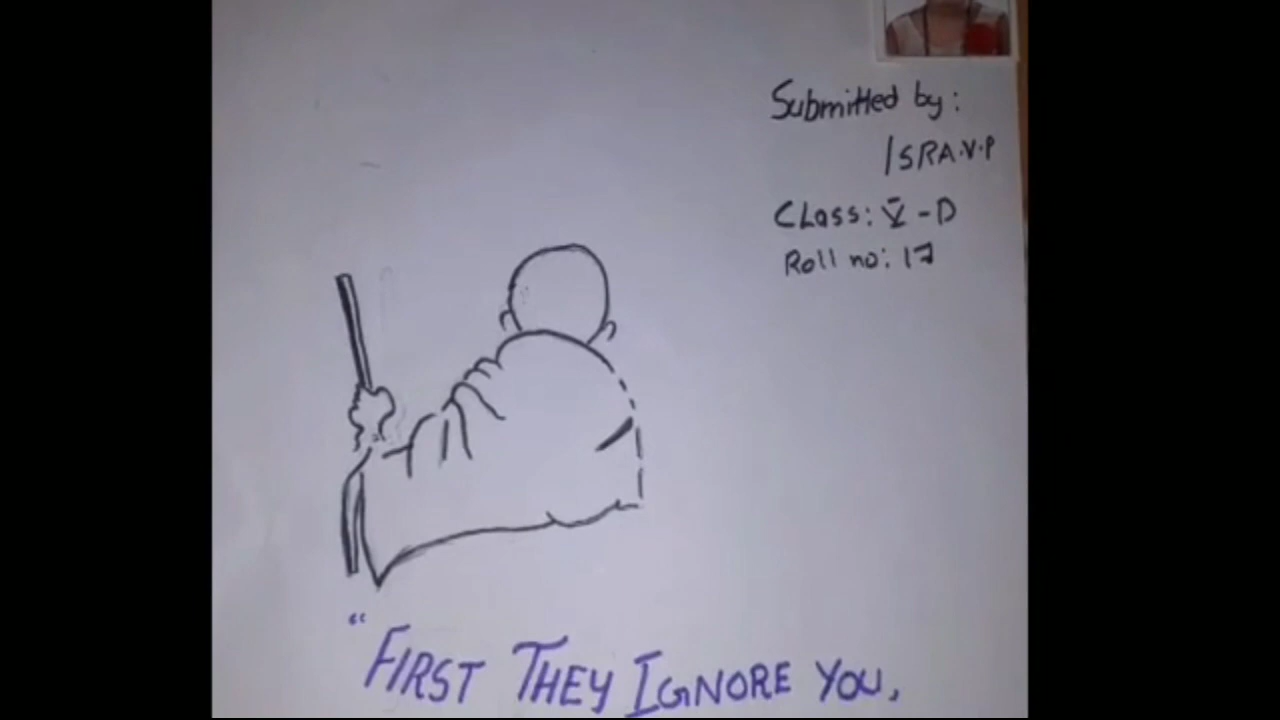 Submitted by:
ISRA.V.P
Class: V-D
Roll no: 17
"FIRST THEY IGNORE YOU,